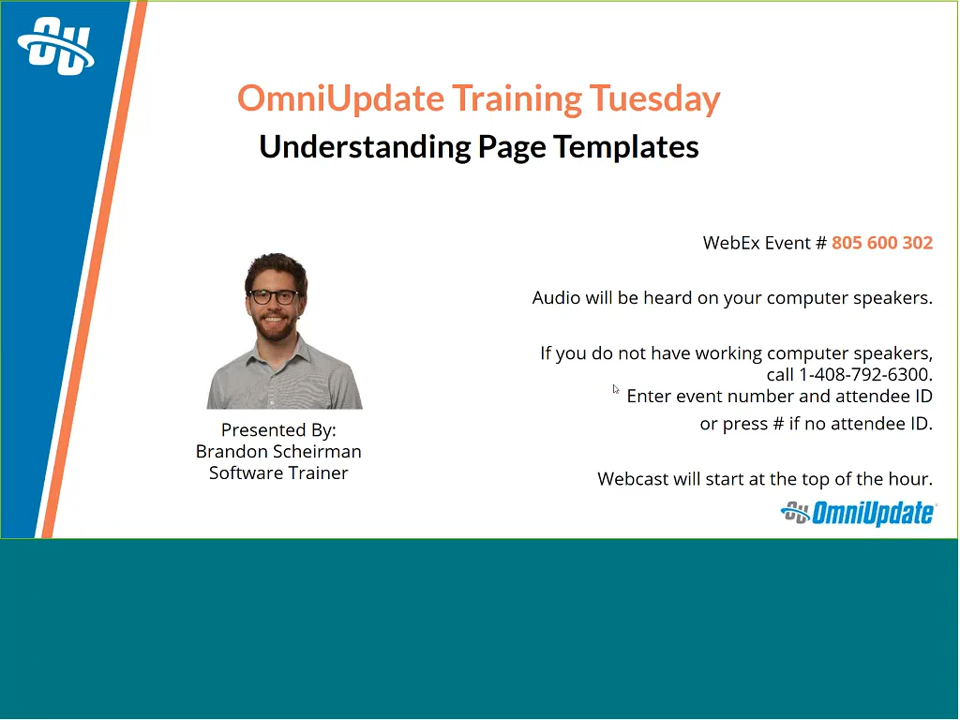 OU
OmniUpdate Training Tuesday
Understanding Page Templates
WebEx Event # 805 600 302
Audio will be heard on your computer speakers.
If you do not have working computer speakers,
call 1-408-792-6300.
Enter event number and attendee ID
or press # if no attendee ID.
Webcast will start at the top of the hour.
Presented By:
Brandon Scheirman
Software Trainer
OU OmniUpdate